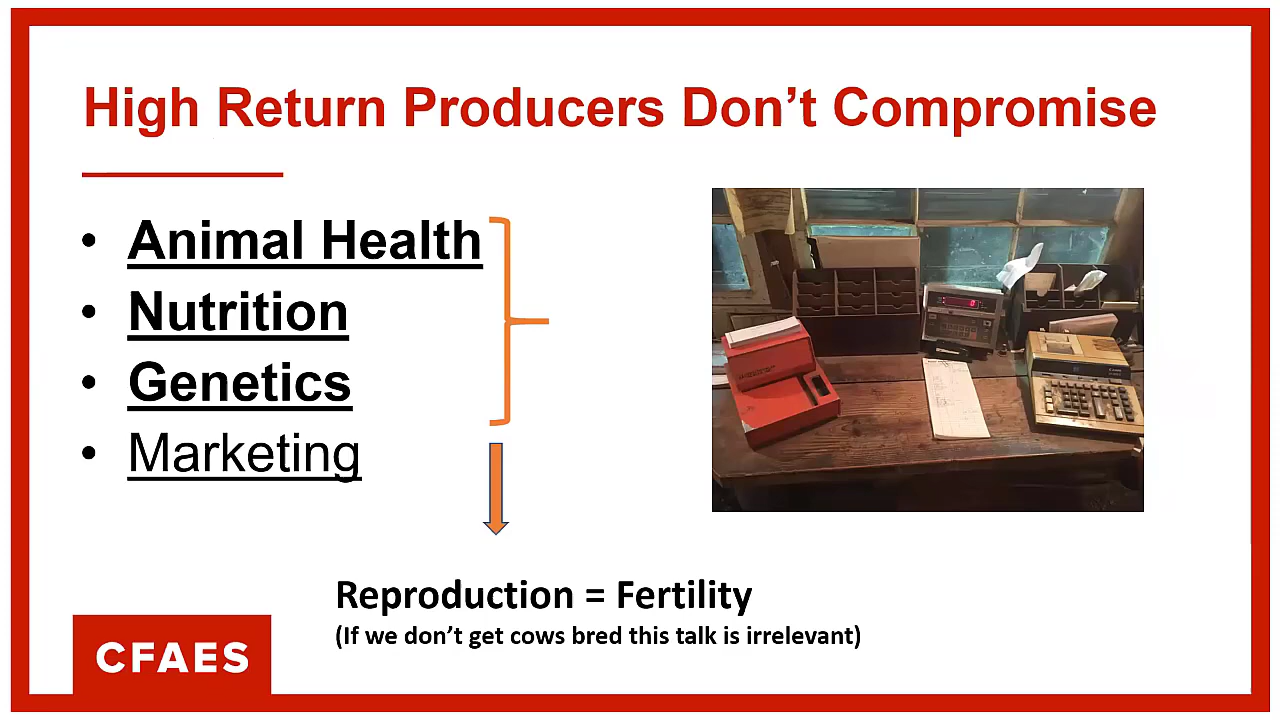 High Return Producers Don’t Compromise
• Animal Health
• Nutrition
• Genetics
• Marketing
Reproduction = Fertility
(If we don’t get cows bred this talk is irrelevant)
CFAES